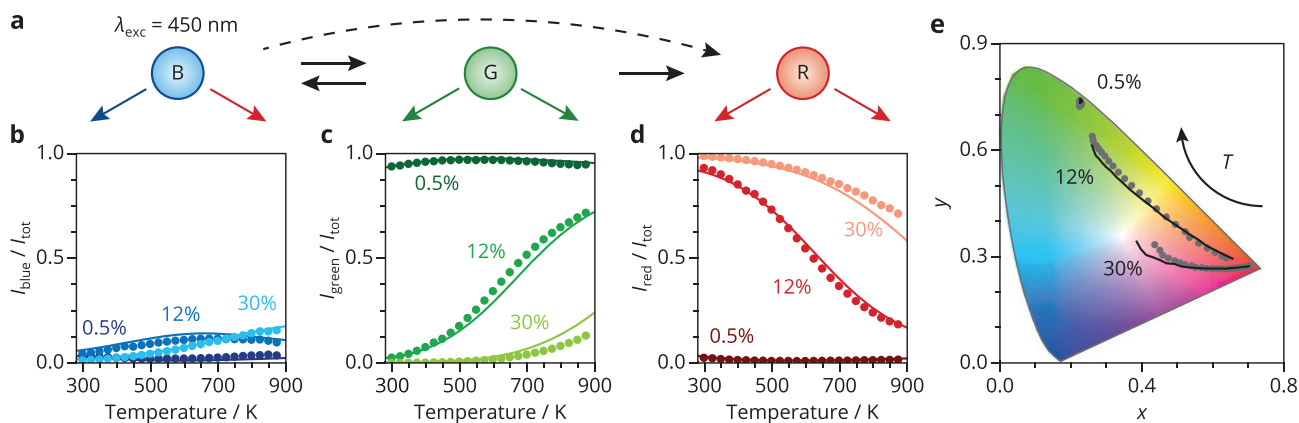 a
λexc = 450 nm
B
G
R
b
1.0
0.5
0.0
Iblue / Itot
0.5%
12%
30%
300
500
700
900
Temperature / K
c
1.0
0.5
0.0
Igreen / Itot
0.5%
12%
30%
300
500
700
900
Temperature / K
d
1.0
0.5
0.0
Ired / Itot
30%
12%
0.5%
300
500
700
900
Temperature / K
e
0.9
0.6
0.3
0.0
y
0.5%
12%
30%
T
0.0
0.4
0.8
x